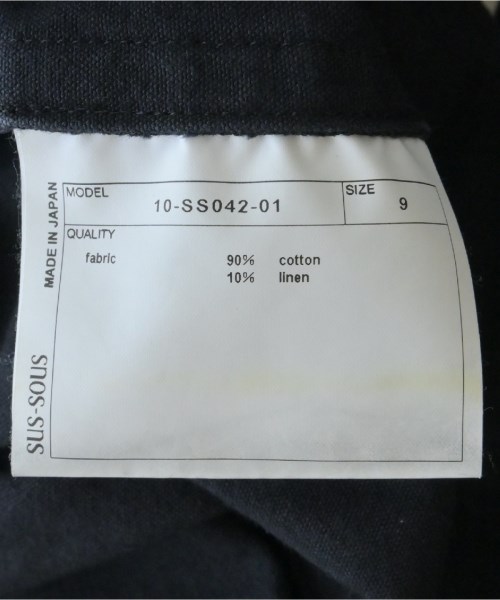 MODEL 10-SS042-01 SIZE 9
QUALITY
fabric 90% cotton
10% linen
MADE IN JAPAN
SUS-SOUS